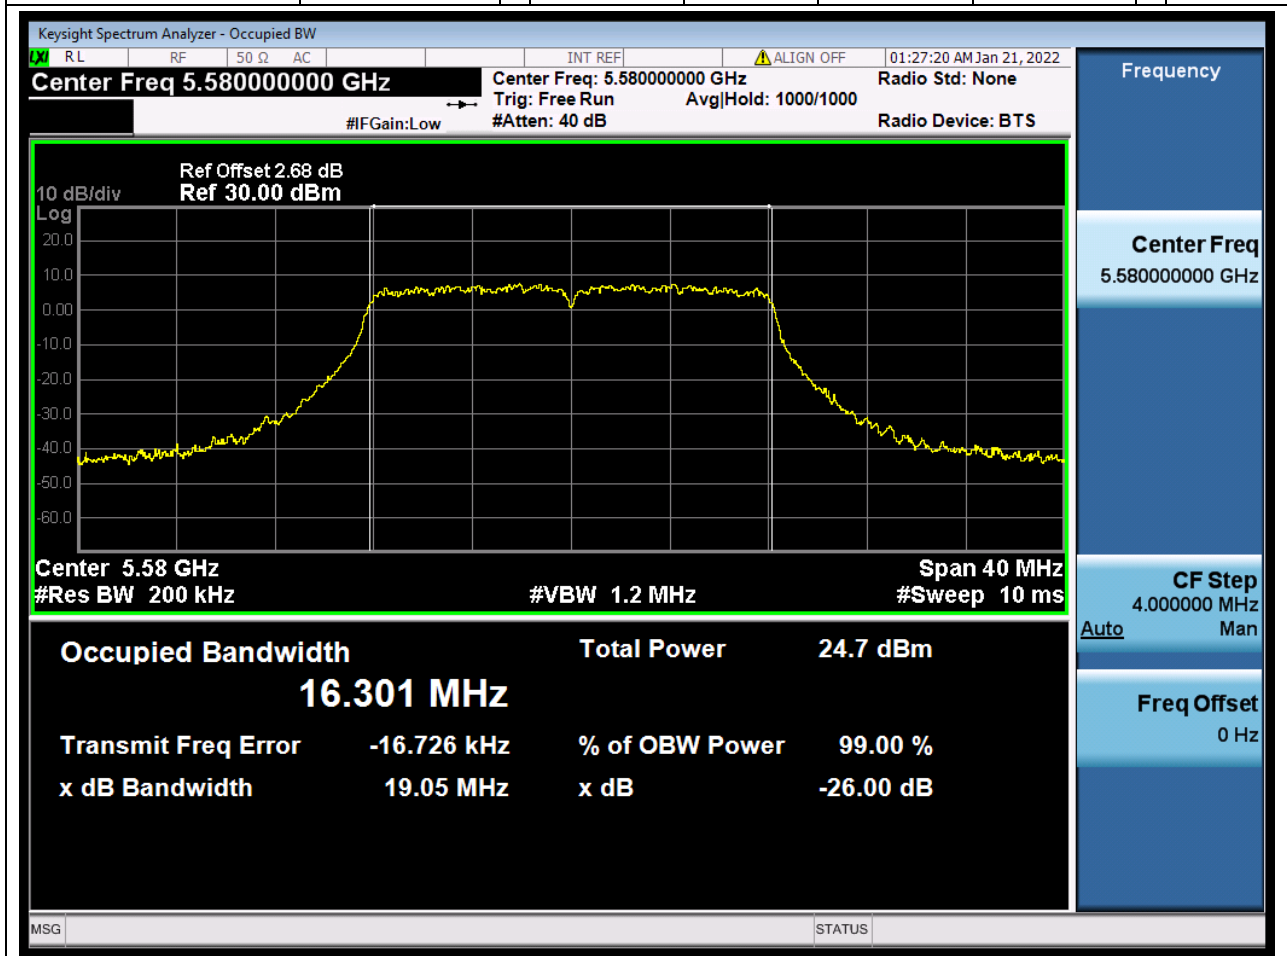 Keysight Spectrum Analyzer - Occupied BW
LXI RL RF 50 Ω AC INT REF ALIGN OFF 01:27:20 AM Jan 21, 2022
Center Freq 5.580000000 GHz
Center Freq: 5.580000000 GHz
Radio Std: None
Trig: Free Run Avg|Hold: 1000/1000
#IFGain:Low
#Atten: 40 dB
Radio Device: BTS
Ref Offset 2.68 dB
10 dB/div Ref 30.00 dBm
Log
20.0
10.0
0.00
-10.0
-20.0
-30.0
-40.0
-50.0
-60.0
Center 5.58 GHz Span 40 MHz
#Res BW 200 kHz #VBW 1.2 MHz #Sweep 10 ms
Occupied Bandwidth Total Power 24.7 dBm
16.301 MHz
Transmit Freq Error -16.726 kHz % of OBW Power 99.00 %
x dB Bandwidth 19.05 MHz x dB -26.00 dB
MSG STATUS
Frequency
Center Freq
5.580000000 GHz
CF Step
4.000000 MHz
Auto Man
Freq Offset
0 Hz